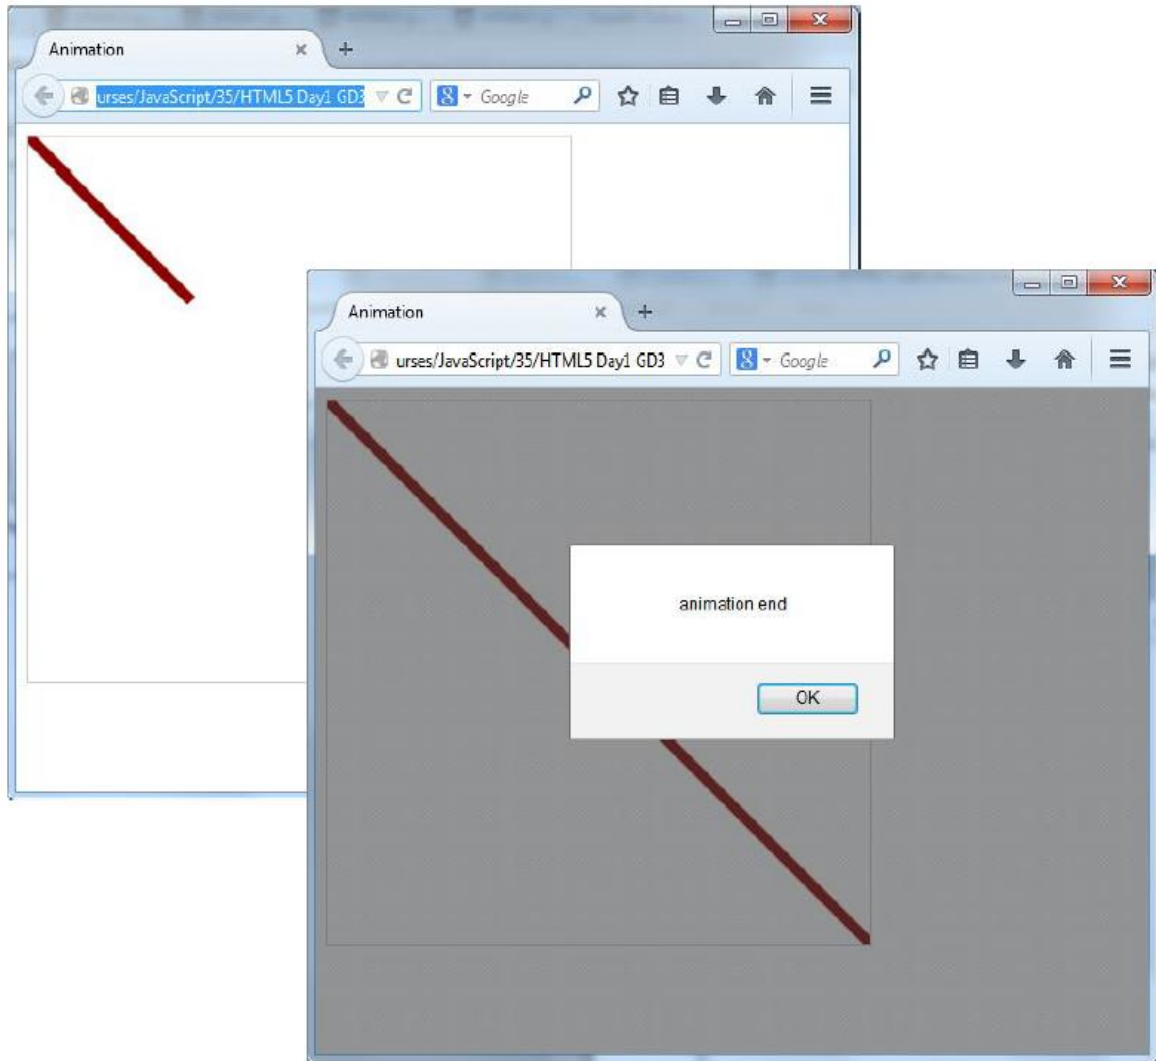 Animation
urses/JavaScript/35/HTML5 Day1 GD3
Google
Animation
urses/JavaScript/35/HTML5 Day1 GD3
Google
animation end
OK